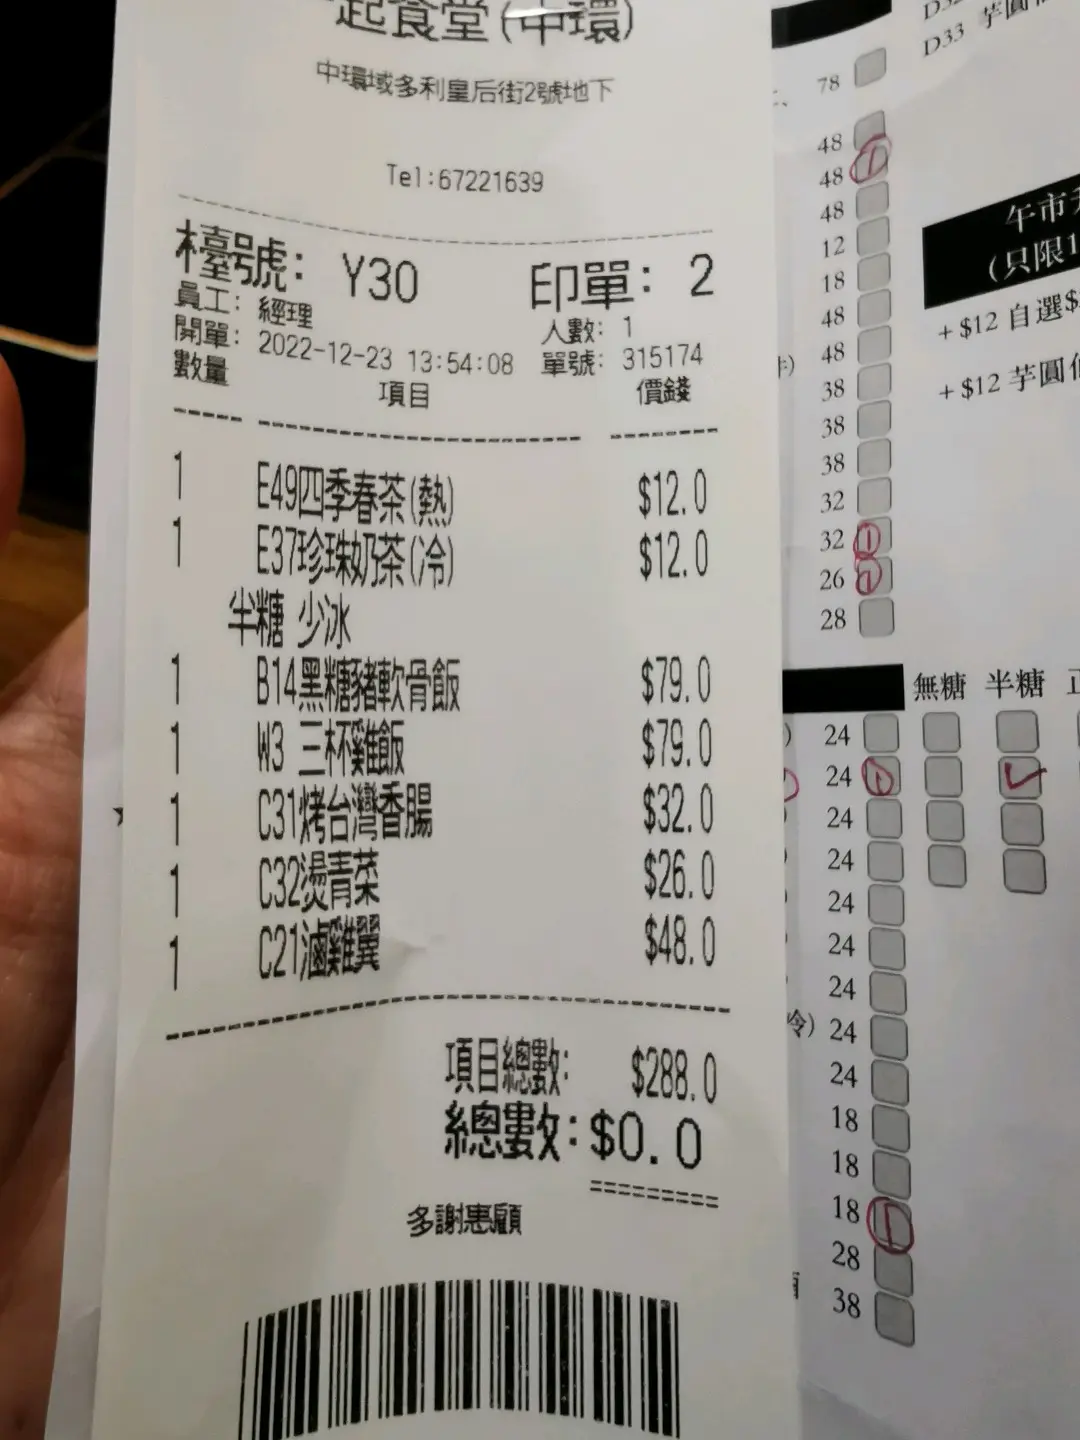 起食堂(中環)
中環域多利皇后街2號地下
Tel:67221639
檯號: Y30 印單: 2
員工: 經理 人數: 1
開單: 2022-12-23 13:54:08 單號: 315174
數量 項目 價錢
1 E49四季春茶(熱) $12.0
1 E37珍珠奶茶(冷) $12.0
半糖 少冰
1 B14黑糖豬軟骨飯 $79.0
1 W3 三杯雞飯 $79.0
1 C31烤台灣香腸 $32.0
1 C32燙青菜 $26.0
1 C21滷雞翼 $48.0
項目總數: $288.0
總數: $0.0
多謝惠顧
D33 芋圓
78
48
48 1
48
12
18
48
48
38
38
38
32
32 1
26 1
28
午市
(只限1
+ $12 自選$
+ $12 芋圓
無糖 半糖
24
24 1
24
24
24
24
24
冷) 24
24
18
18
18 1
28
38